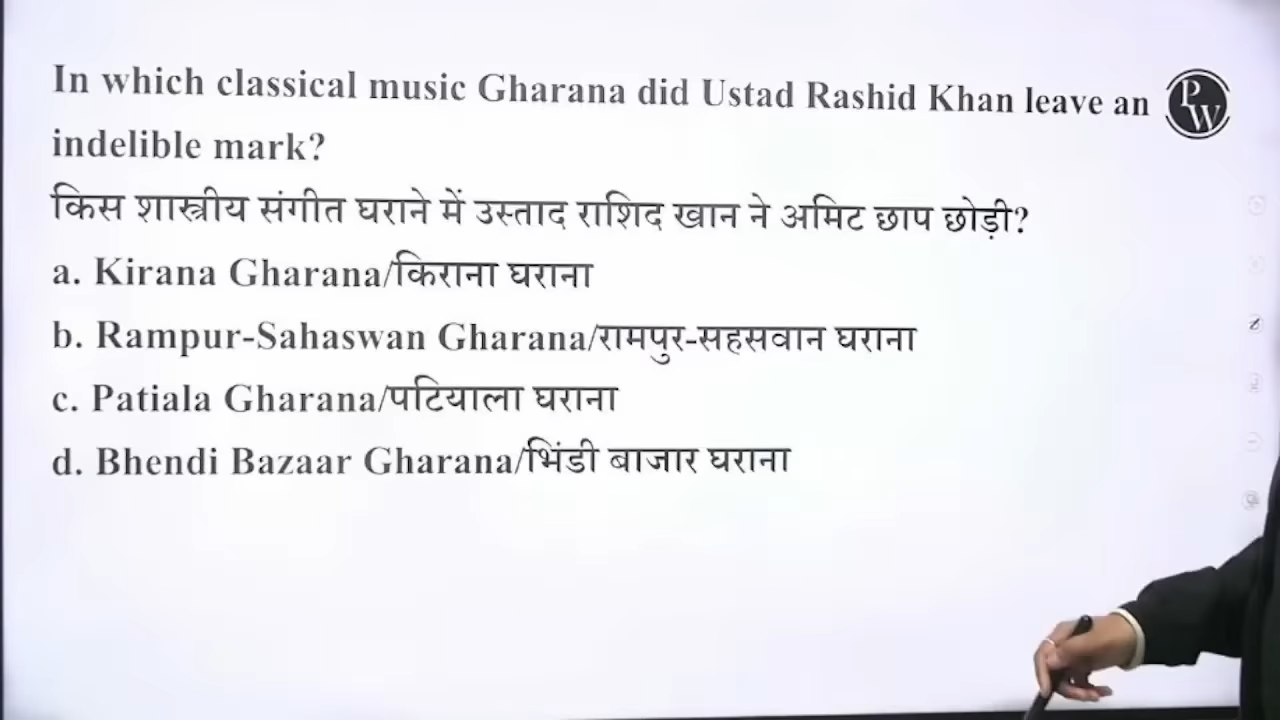 In which classical music Gharana did Ustad Rashid Khan leave an
indelible mark?
किस शास्त्रीय संगीत घराने में उस्ताद राशिद खान ने अमिट छाप छोड़ी?
a. Kirana Gharana/किराना घराना
b. Rampur-Sahaswan Gharana/रामपुर-सहसवान घराना
c. Patiala Gharana/पटियाला घराना
d. Bhendi Bazaar Gharana/भिंडी बाजार घराना
PW